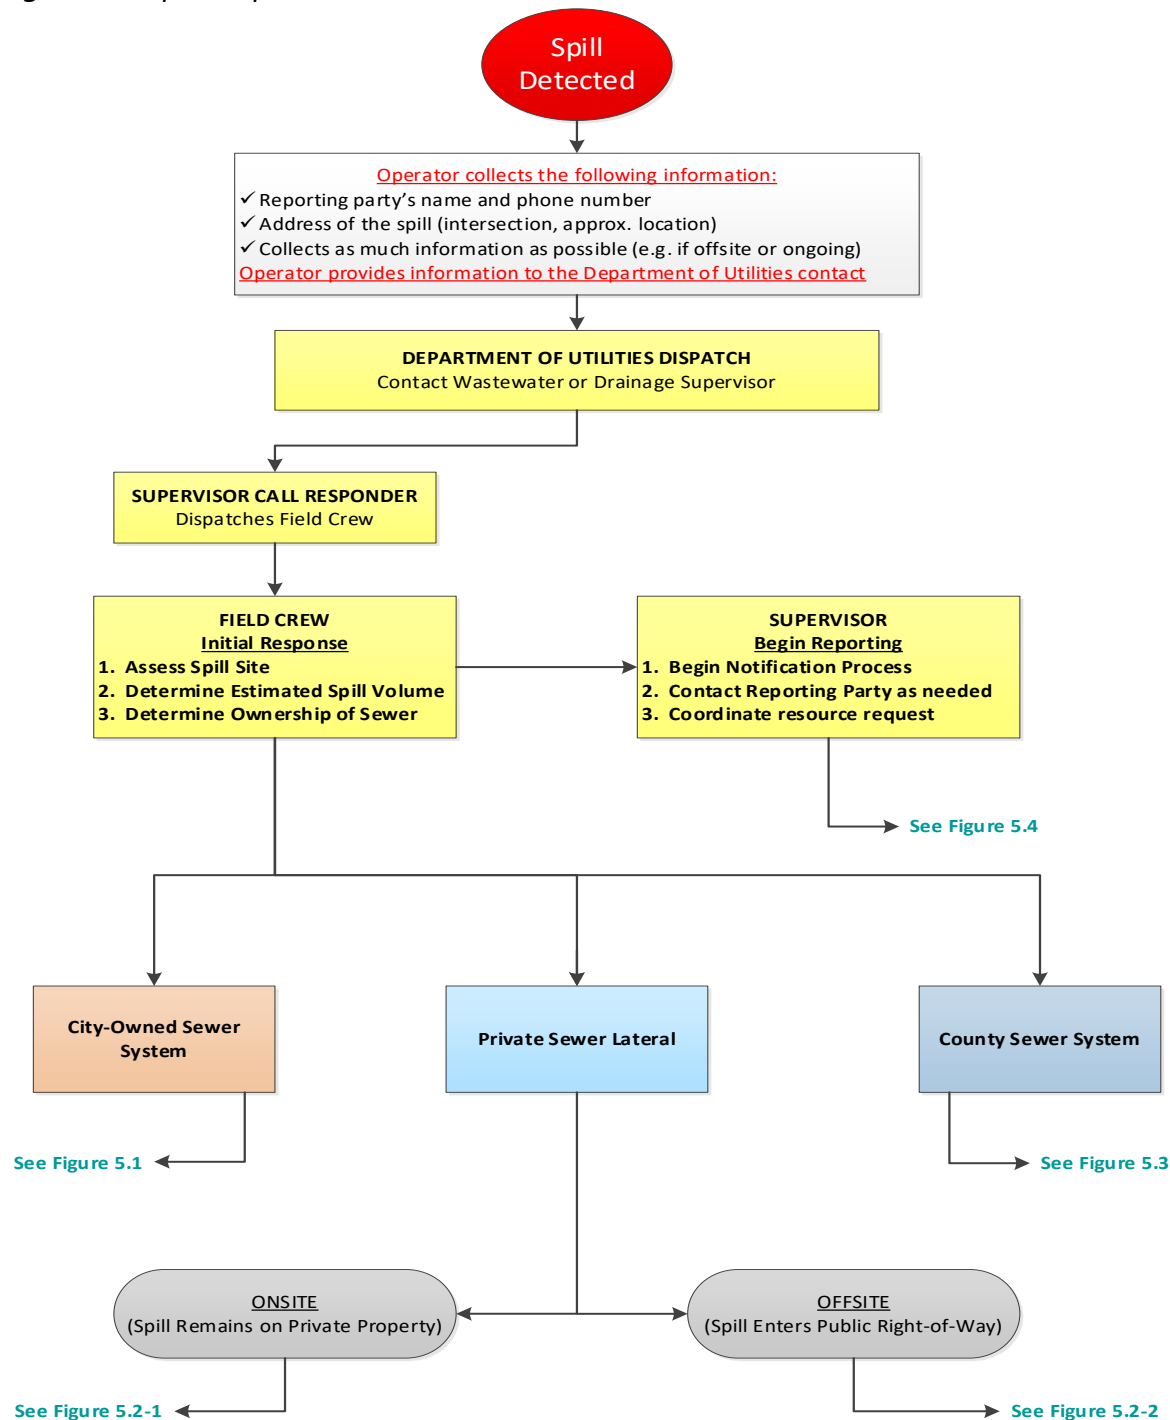 Spill
Detected
Operator collects the following information:
✓ Reporting party's name and phone number
✓ Address of the spill (intersection, approx. location)
✓ Collects as much information as possible (e.g. if offsite or ongoing)
Operator provides information to the Department of Utilities contact
DEPARTMENT OF UTILITIES DISPATCH
Contact Wastewater or Drainage Supervisor
SUPERVISOR CALL RESPONDER
Dispatches Field Crew
FIELD CREW
Initial Response
1. Assess Spill Site
2. Determine Estimated Spill Volume
3. Determine Ownership of Sewer
SUPERVISOR
Begin Reporting
1. Begin Notification Process
2. Contact Reporting Party as needed
3. Coordinate resource request
See Figure 5.4
City-Owned Sewer
System
Private Sewer Lateral
County Sewer System
See Figure 5.1
See Figure 5.3
ONSITE
(Spill Remains on Private Property)
OFFSITE
(Spill Enters Public Right-of-Way)
See Figure 5.2-1
See Figure 5.2-2